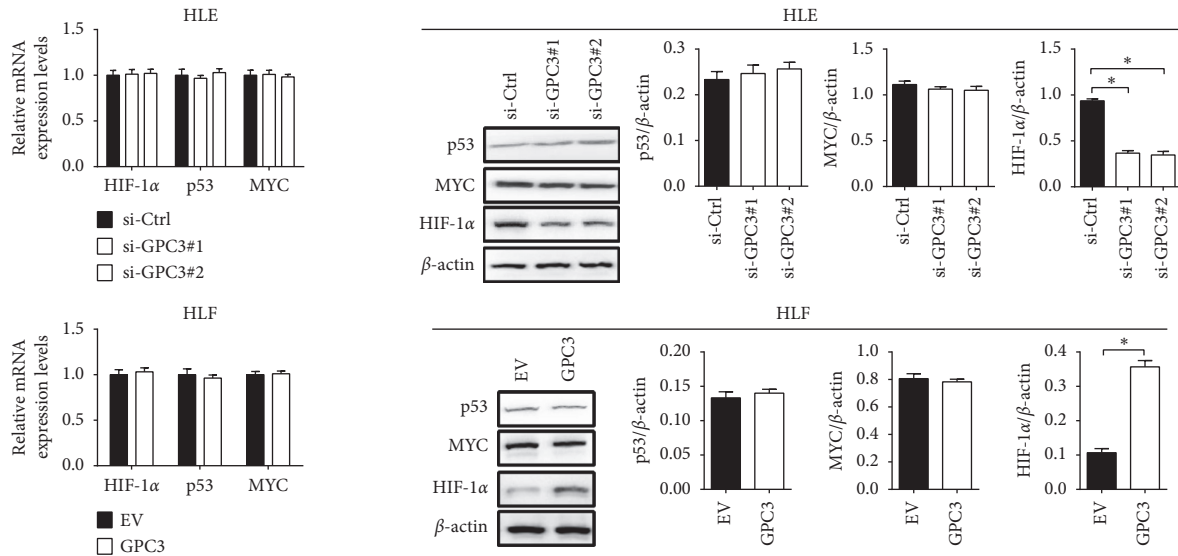 HLE
Relative mRNA
expression levels
1.5
1.0
0.5
0.0
HIF-1α p53 MYC
si-Ctrl
si-GPC3#1
si-GPC3#2
HLE
si-Ctrl
si-GPC3#1
si-GPC3#2
p53
MYC
HIF-1α
β-actin
p53/β-actin
0.3
0.2
0.1
0.0
si-Ctrl
si-GPC3#1
si-GPC3#2
MYC/β-actin
1.5
1.0
0.5
0.0
si-Ctrl
si-GPC3#1
si-GPC3#2
HIF-1α/β-actin
1.5
1.0
0.5
0.0
*
*
si-Ctrl
si-GPC3#1
si-GPC3#2
HLF
Relative mRNA
expression levels
1.5
1.0
0.5
0.0
HIF-1α p53 MYC
EV
GPC3
HLF
EV
GPC3
p53
MYC
HIF-1α
β-actin
p53/β-actin
0.20
0.15
0.10
0.05
0.00
EV
GPC3
MYC/β-actin
1.0
0.8
0.6
0.4
0.2
0.0
EV
GPC3
HIF-1α/β-actin
0.4
0.3
0.2
0.1
0.0
*
EV
GPC3